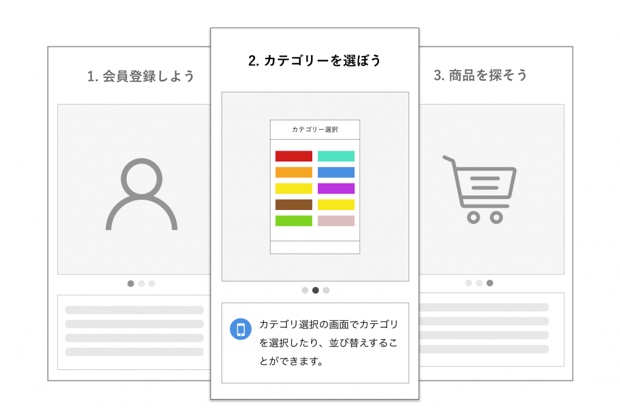 1. 会員登録しよう
2. カテゴリーを選ぼう
カテゴリー選択
カテゴリ選択の画面でカテゴリ
を選択したり、並び替えするこ
とができます。
3. 商品を探そう